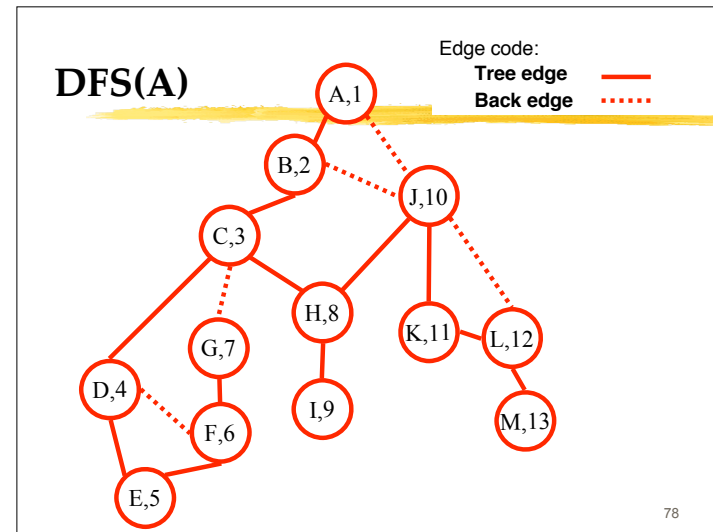 DFS(A)
Edge code:
Tree edge
Back edge
A,1
B,2
J,10
C,3
H,8
K,11
L,12
G,7
D,4
I,9
M,13
F,6
E,5
78